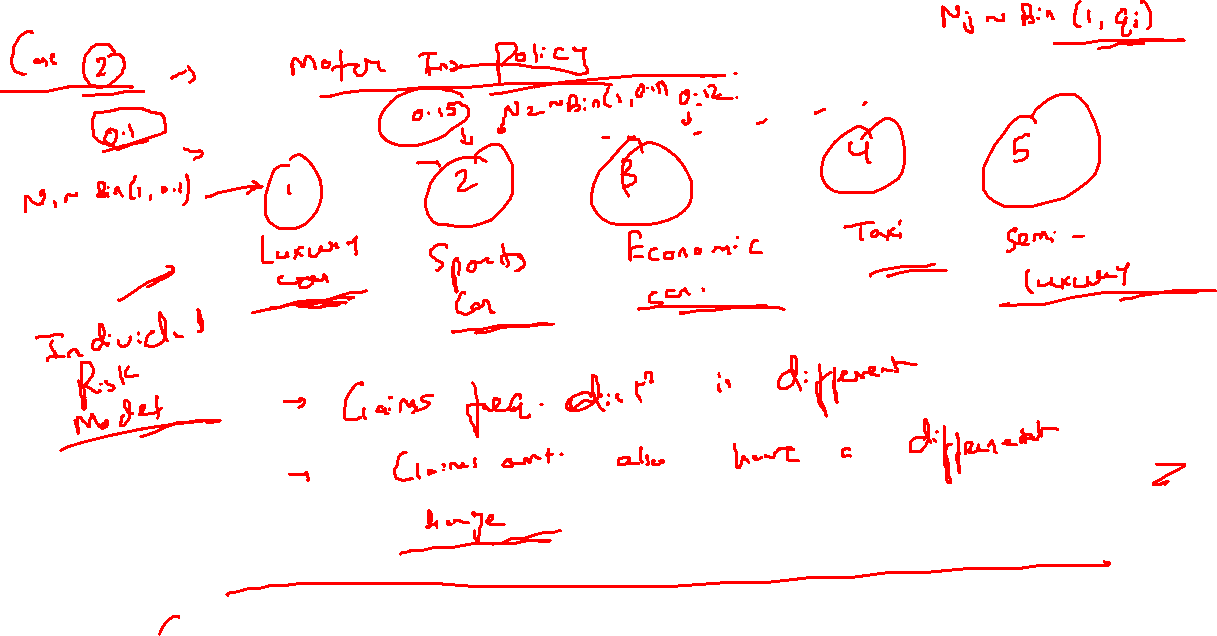 Nj ~ Bin (1, qj)
Case 2 → Motor Ins Policy
0.1
0.15 N2 ~ Bin(1, 0.15) 0.12
N1 ~ Bin(1, 0.1) → 1 2 3 4 5
Luxury car
Sports Car
Economic car.
Taxi
Semi - luxury
Individual
Risk
Model
→ Claims freq. distn is different
→ Claims amt. also have a different